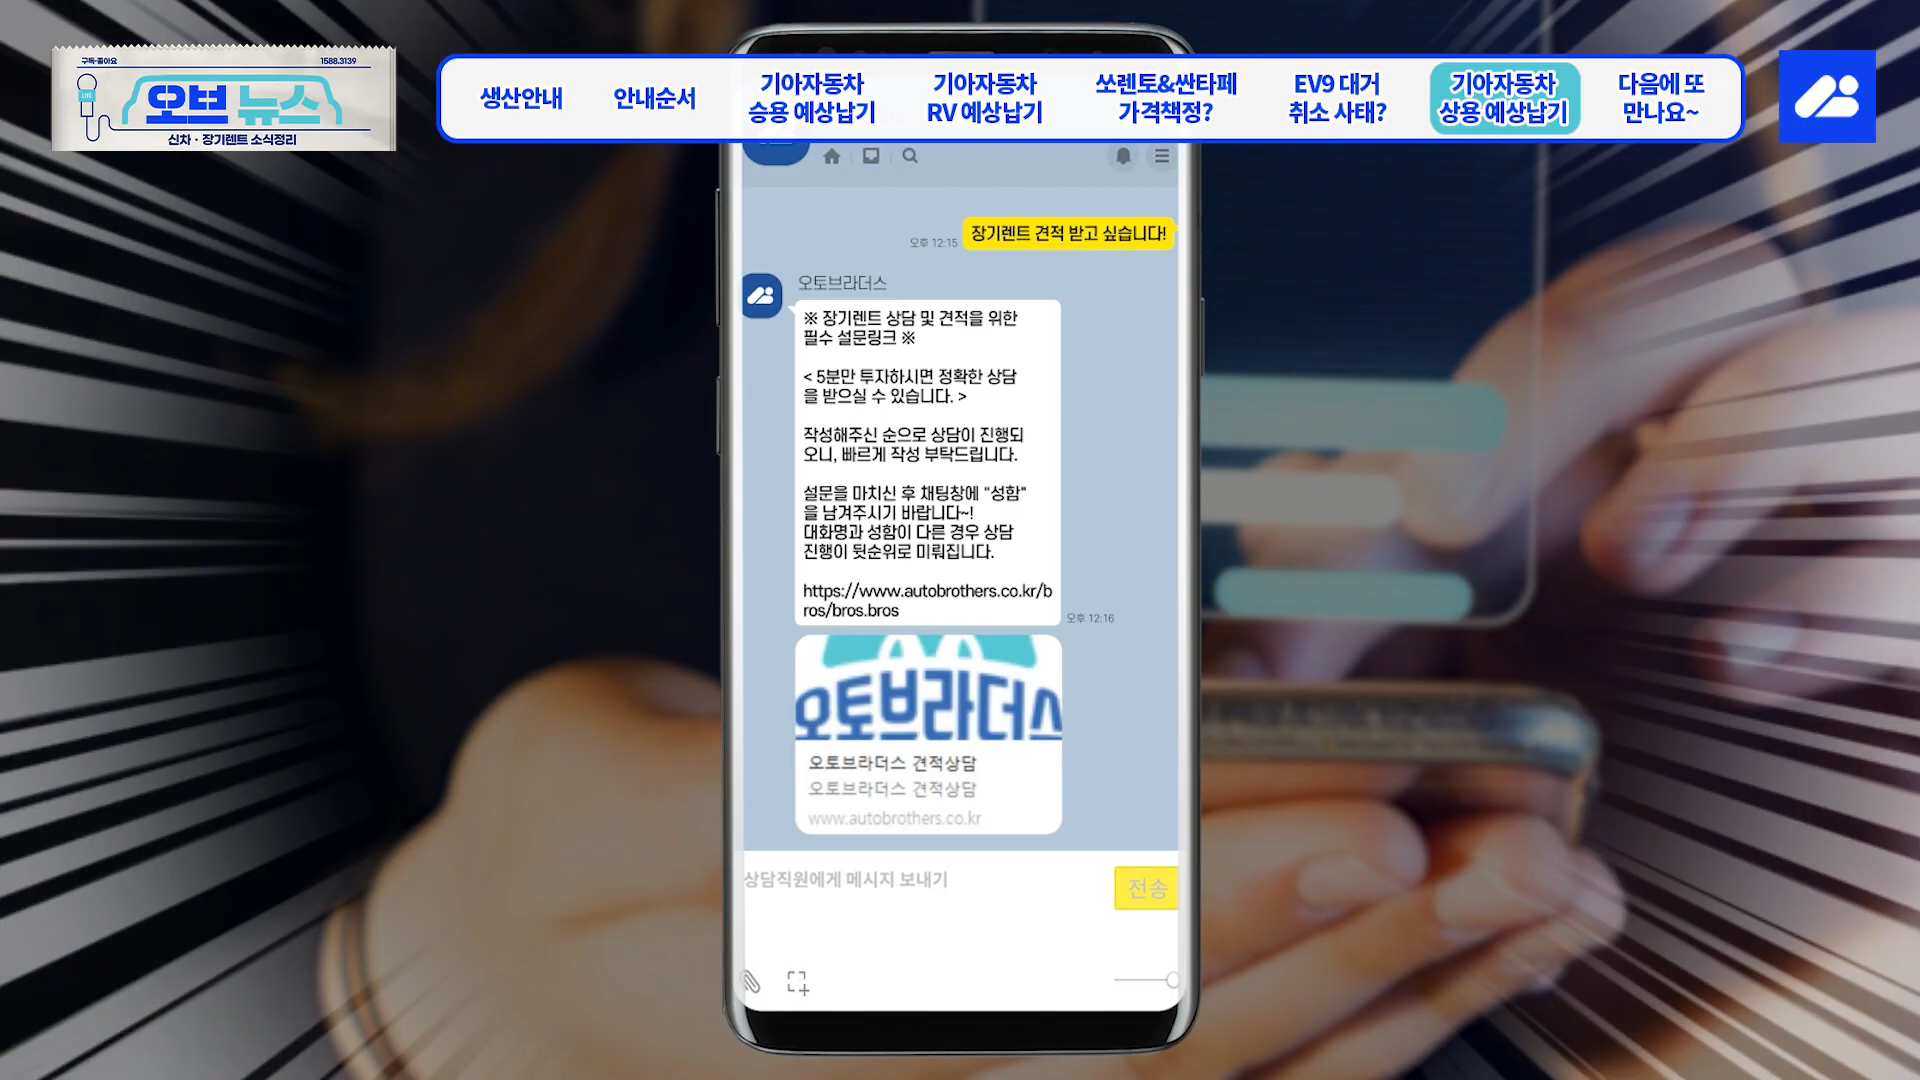 구독·좋아요
1588.3139
LIVE
오브 뉴스
신차·장기렌트 소식정리
생산안내
안내순서
기아자동차
승용 예상납기
기아자동차
RV 예상납기
쏘렌토&싼타페
가격책정?
EV9 대거
취소 사태?
기아자동차
상용 예상납기
다음에 또
만나요~
장기렌트 견적 받고 싶습니다!
오후 12:15
오토브라더스
※ 장기렌트 상담 및 견적을 위한
필수 설문링크 ※
< 5분만 투자하시면 정확한 상담
을 받으실 수 있습니다. >
작성해주신 순으로 상담이 진행되
오니, 빠르게 작성 부탁드립니다.
설문을 마치신 후 채팅창에 "성함"
을 남겨주시기 바랍니다~!
대화명과 성함이 다른 경우 상담
진행이 뒷순위로 미뤄집니다.
https://www.autobrothers.co.kr/b
ros/bros.bros
오후 12:16
오토브라더스
오토브라더스 견적상담
오토브라더스 견적상담
www.autobrothers.co.kr
상담직원에게 메시지 보내기
전송